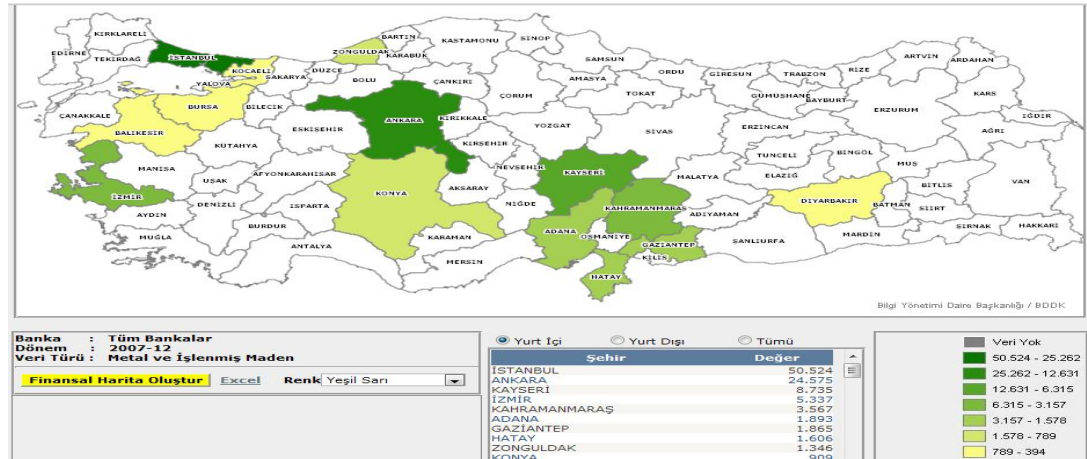 KIRKLARELİ
EDİRNE
TEKİRDAĞ
İSTANBUL
KOCAELİ
YALOVA
SAKARYA
DÜZCE
ZONGULDAK
BARTIN
KARABÜK
KASTAMONU
SİNOP
SAMSUN
ORDU
GİRESUN
TRABZON
RİZE
ARTVİN
ARDAHAN
ÇANAKKALE
BURSA
BİLECİK
BOLU
ÇANKIRI
ÇORUM
AMASYA
TOKAT
GÜMÜŞHANE
BAYBURT
ERZURUM
KARS
IĞDIR
BALIKESİR
KÜTAHYA
ESKİŞEHİR
ANKARA
KIRIKKALE
YOZGAT
SİVAS
ERZİNCAN
AĞRI
MANİSA
UŞAK
AFYONKARAHİSAR
KIRŞEHİR
NEVŞEHİR
KAYSERİ
MALATYA
TUNCELİ
ELAZIĞ
BİNGÖL
MUŞ
BİTLİS
VAN
İZMİR
AYDIN
DENİZLİ
ISPARTA
KONYA
AKSARAY
NİĞDE
KAHRAMANMARAŞ
ADIYAMAN
DİYARBAKIR
BATMAN
SİİRT
ŞIRNAK
HAKKARİ
MUĞLA
BURDUR
ANTALYA
KARAMAN
MERSİN
ADANA
OSMANİYE
GAZİANTEP
KİLİS
HATAY
ŞANLIURFA
MARDİN
Bilgi Yönetimi Daire Başkanlığı / BDDK
Banka : Tüm Bankalar
Dönem : 2007-12
Veri Türü : Metal ve İşlenmiş Maden
Finansal Harita Oluştur Excel Renk Yeşil Sarı
Yurt İçi Yurt Dışı Tümü
Şehir Değer
İSTANBUL 50.524
ANKARA 24.575
KAYSERİ 8.735
İZMİR 5.337
KAHRAMANMARAŞ 3.567
ADANA 1.893
GAZİANTEP 1.865
HATAY 1.606
ZONGULDAK 1.346
KONYA 909
Veri Yok
50.524 - 25.262
25.262 - 12.631
12.631 - 6.315
6.315 - 3.157
3.157 - 1.578
1.578 - 789
789 - 394